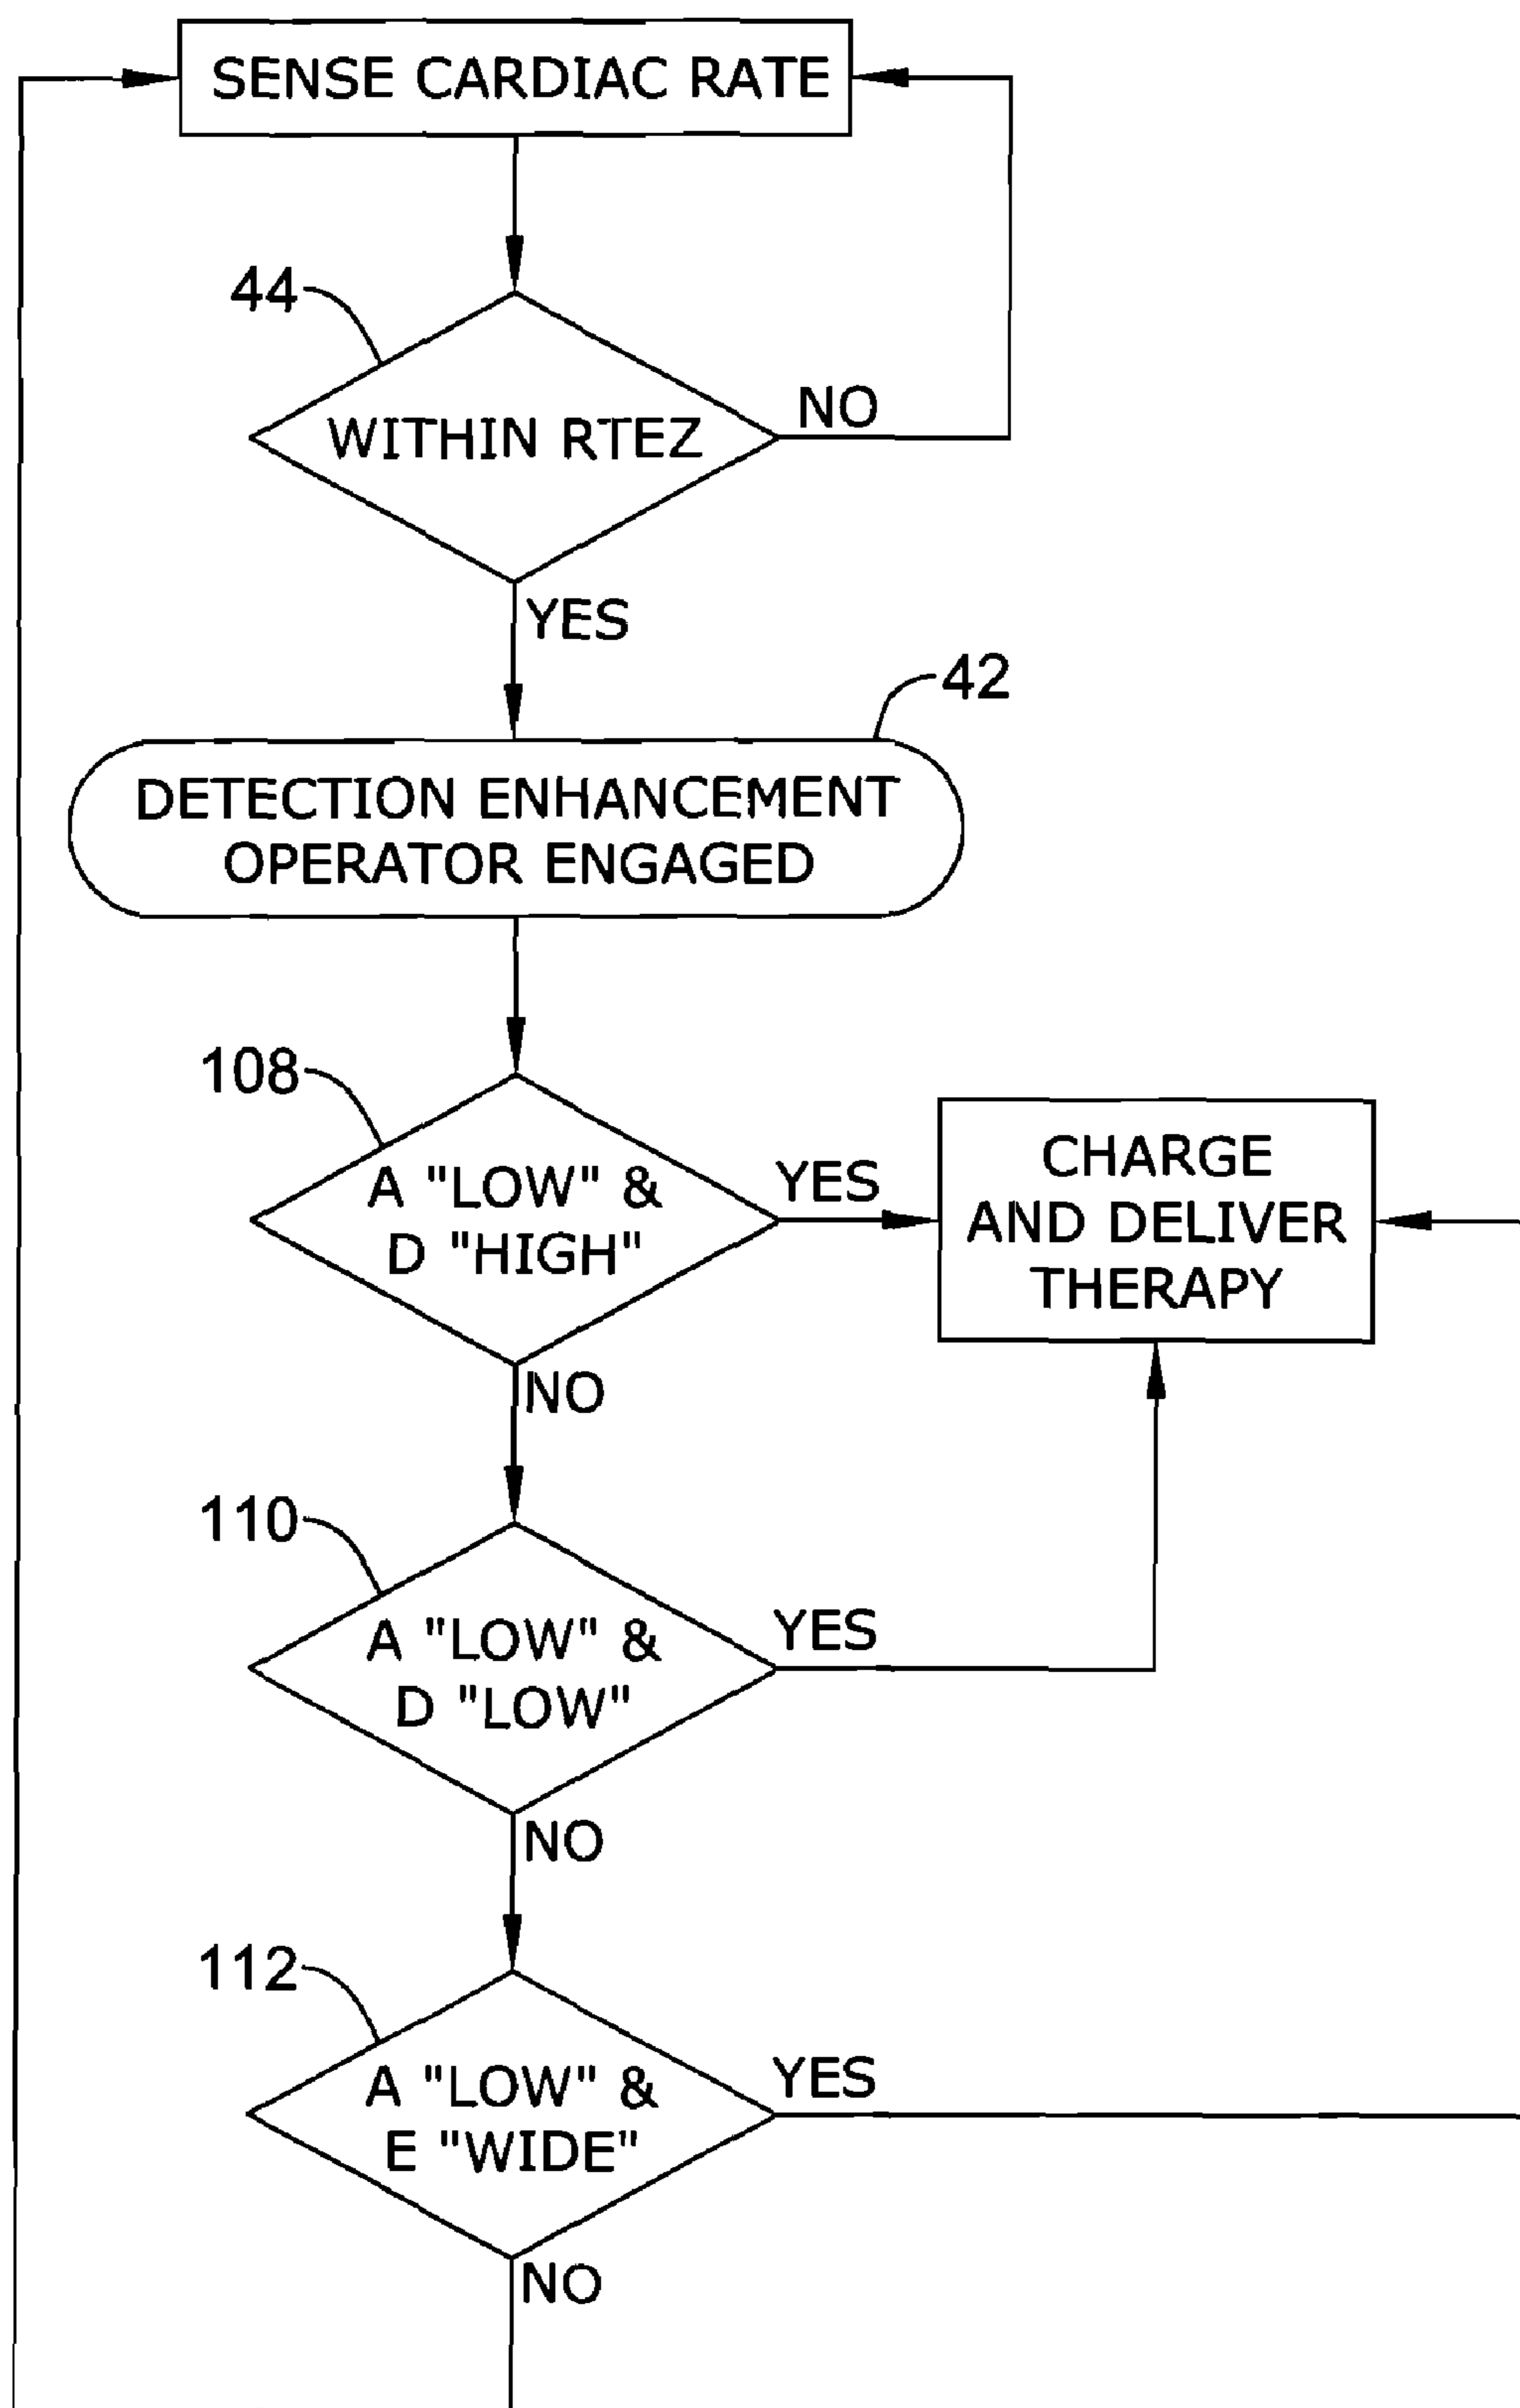 SENSE CARDIAC RATE
44
WITHIN RTEZ
NO
YES
42
DETECTION ENHANCEMENT
OPERATOR ENGAGED
108
A "LOW" &
D "HIGH"
YES
CHARGE
AND DELIVER
THERAPY
NO
110
A "LOW" &
D "LOW"
YES
NO
112
A "LOW" &
E "WIDE"
YES
NO